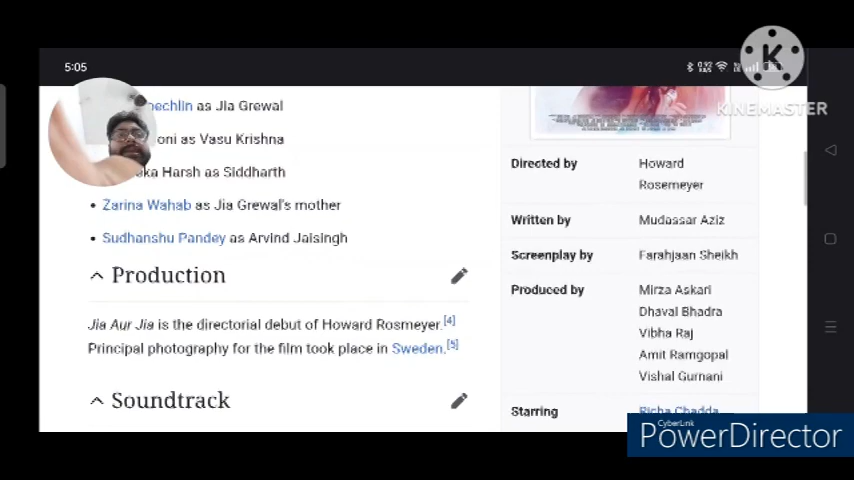 5:05
KINEMASTER
echlin as Jia Grewal
oni as Vasu Krishna
ka Harsh as Siddharth
• Zarina Wahab as Jia Grewal's mother
• Sudhanshu Pandey as Arvind Jaisingh
Production
Jia Aur Jia is the directorial debut of Howard Rosmeyer.[4]
Principal photography for the film took place in Sweden.[5]
Soundtrack
Directed by Howard
Rosemeyer
Written by Mudassar Aziz
Screenplay by Farahjaan Sheikh
Produced by Mirza Askari
Dhaval Bhadra
Vibha Raj
Amit Ramgopal
Vishal Gurnani
Starring Richa Chadda
CyberLink
PowerDirector